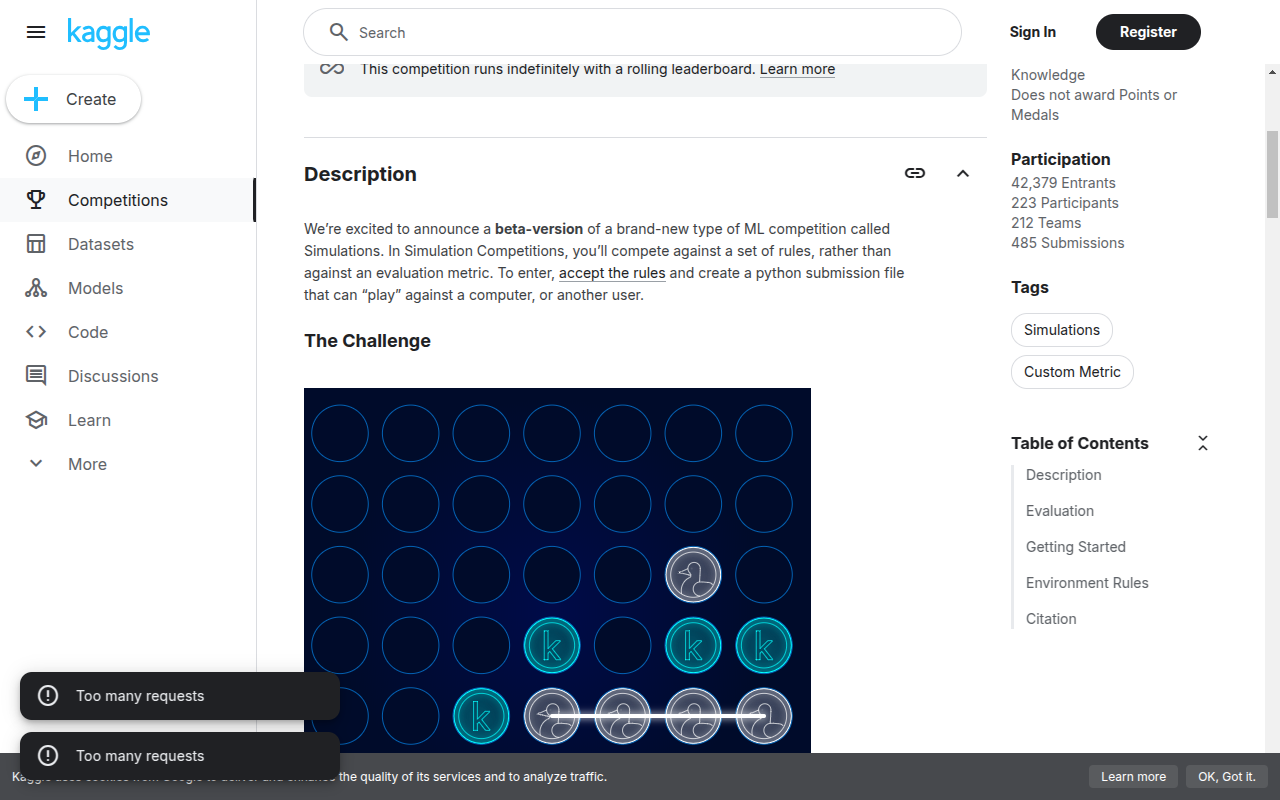 kaggle
Search
Sign In
Register
Create
Home
Competitions
Datasets
Models
Code
Discussions
Learn
More
This competition runs indefinitely with a rolling leaderboard. Learn more
Description
We’re excited to announce a beta-version of a brand-new type of ML competition called
Simulations. In Simulation Competitions, you’ll compete against a set of rules, rather than
against an evaluation metric. To enter, accept the rules and create a python submission file
that can “play” against a computer, or another user.
The Challenge
k
k
k
k
Knowledge
Does not award Points or
Medals
Participation
42,379 Entrants
223 Participants
212 Teams
485 Submissions
Tags
Simulations
Custom Metric
Table of Contents
Description
Evaluation
Getting Started
Environment Rules
Citation
Too many requests
Too many requests
the quality of its services and to analyze traffic.
Learn more
OK, Got it.